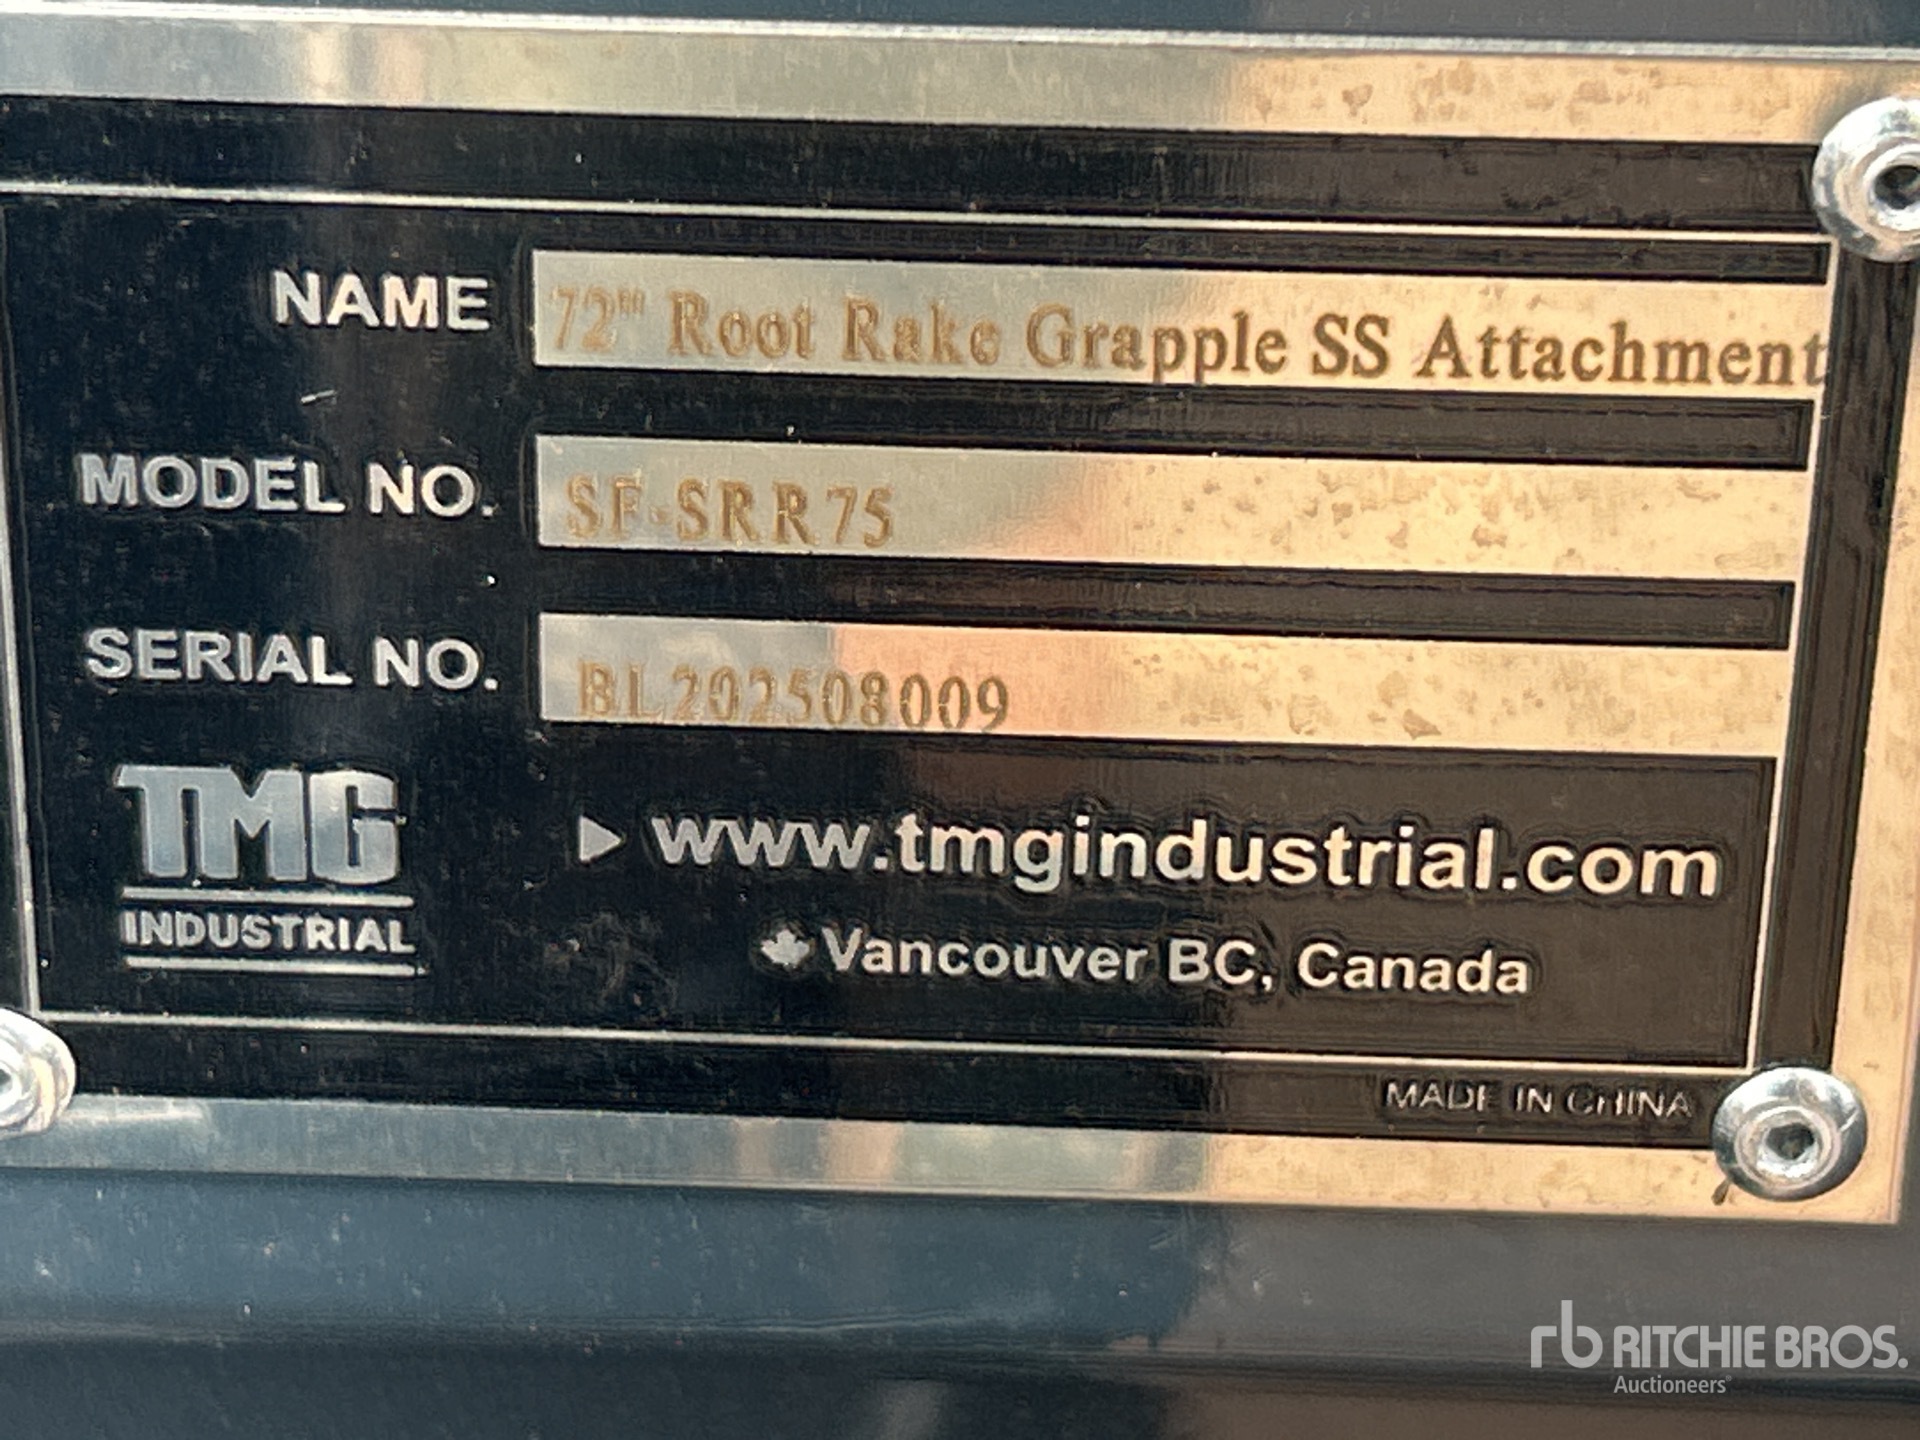 NAME 72" Root Rake Grapple SS Attachment
MODEL NO. SF-SRR75
SERIAL NO. BL202508009
TMG
INDUSTRIAL
www.tmgindustrial.com
Vancouver BC, Canada
MADE IN CHINA
rb RITCHIE BROS.
Auctioneers